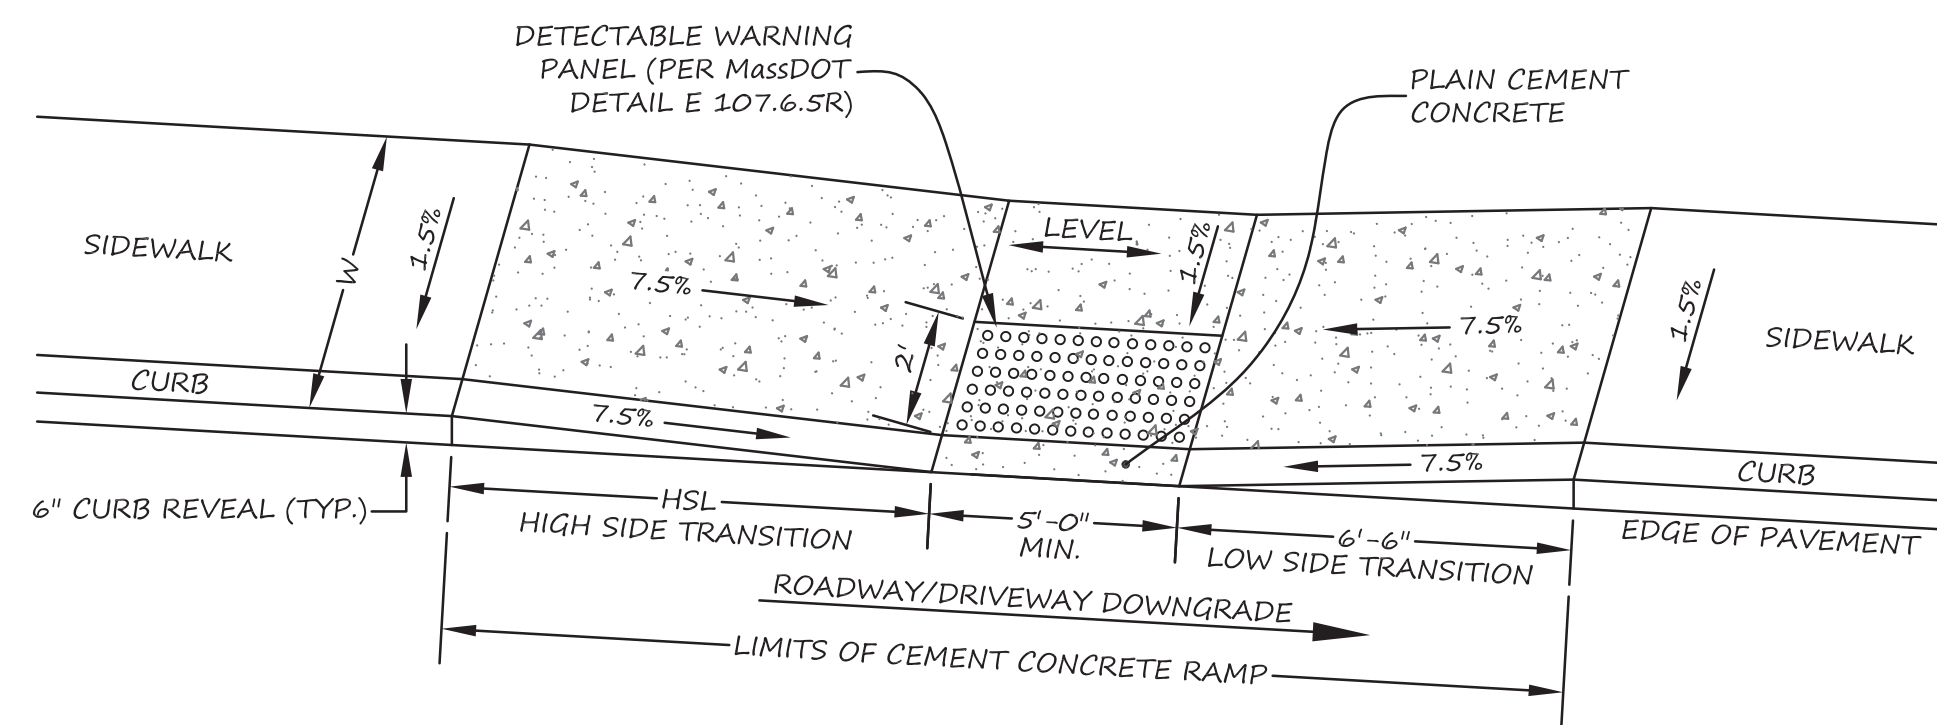 DETECTABLE WARNING
PANEL (PER MassDOT
DETAIL E 107.6.5R)
PLAIN CEMENT
CONCRETE
SIDEWALK
W
1.5%
7.5%
LEVEL
1.5%
7.5%
1.5%
SIDEWALK
2'
CURB
7.5%
7.5%
CURB
6" CURB REVEAL (TYP.)
HSL
HIGH SIDE TRANSITION
5'-0"
MIN.
6'-6"
LOW SIDE TRANSITION
EDGE OF PAVEMENT
ROADWAY/DRIVEWAY DOWNGRADE
LIMITS OF CEMENT CONCRETE RAMP